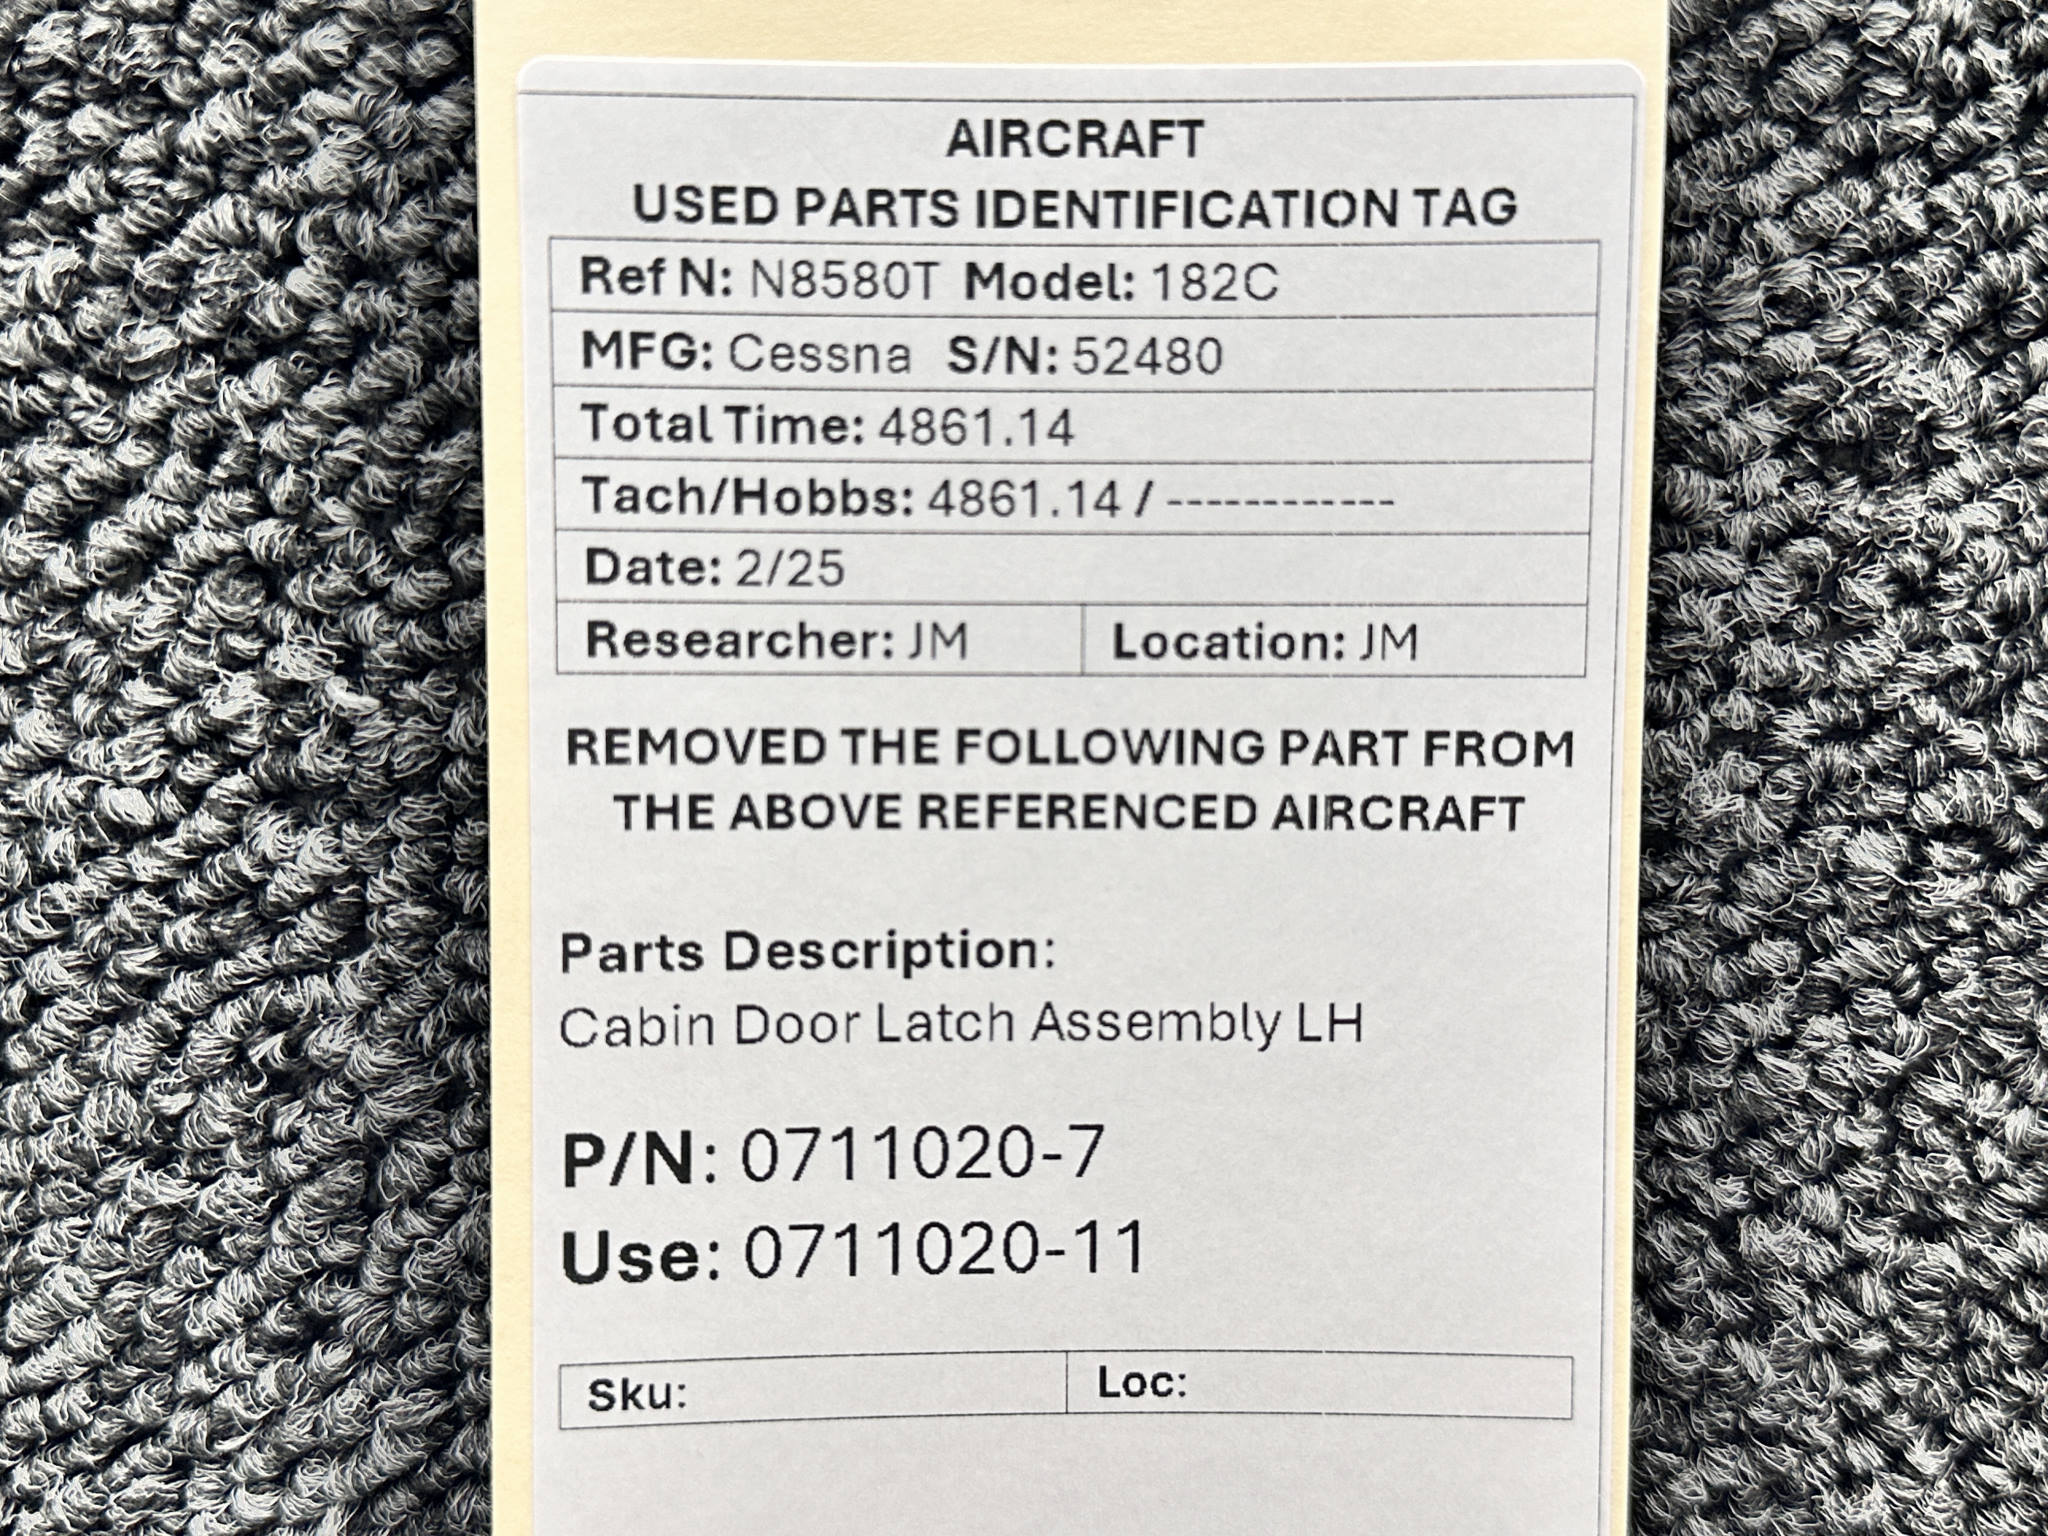 AIRCRAFT
USED PARTS IDENTIFICATION TAG
Ref N: N8580T Model: 182C
MFG: Cessna S/N: 52480
Total Time: 4861.14
Tach/Hobbs: 4861.14 / ------------
Date: 2/25
Researcher: JM Location: JM
REMOVED THE FOLLOWING PART FROM
THE ABOVE REFERENCED AIRCRAFT
Parts Description:
Cabin Door Latch Assembly LH
P/N: 0711020-7
Use: 0711020-11
Sku: Loc: